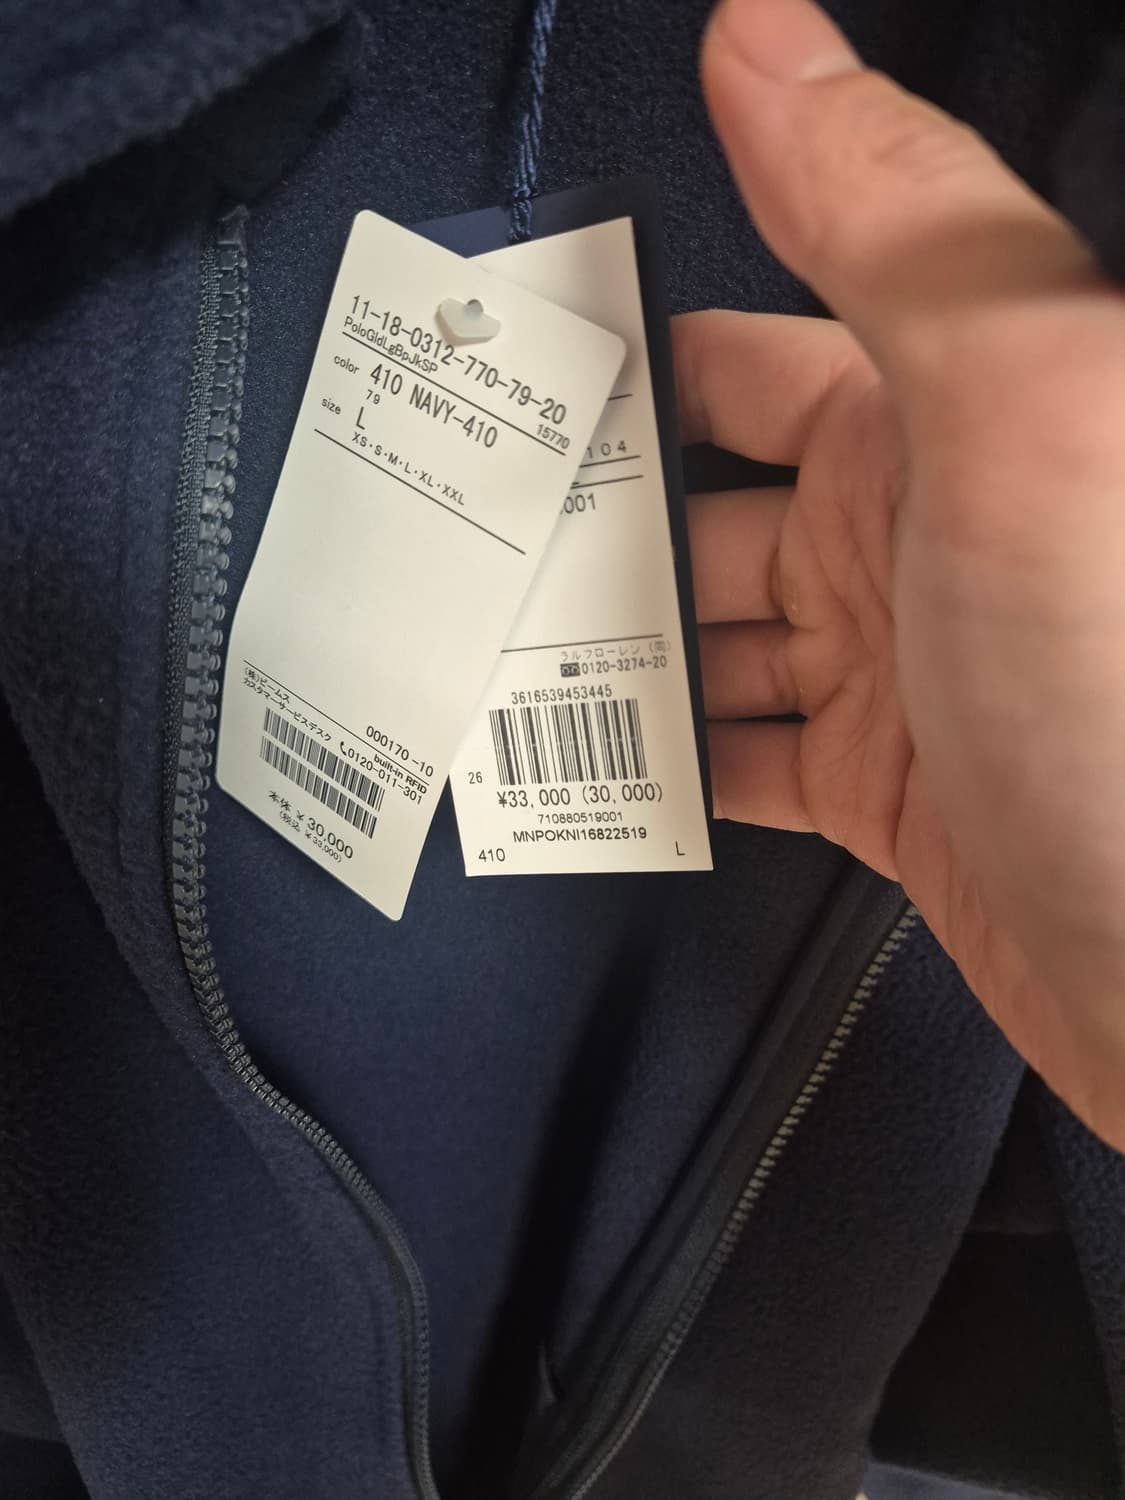 11-18-0312-770-79-20
PoloGldLgBpJkSP
15770
color 410 NAVY-410
79
size L
XS・S・M・L・XL・XXL
(株)ビームス
カスタマーサービスデスク
0120-011-301
000170 -10
built-in RFID
本体 ¥ 30,000
(税込 ¥ 33,000)
104
001
ラルフローレン (同)
0120-3274-20
3616539453445
26
¥33,000 (30,000)
710880519001
MNPOKNI16822519
410 L